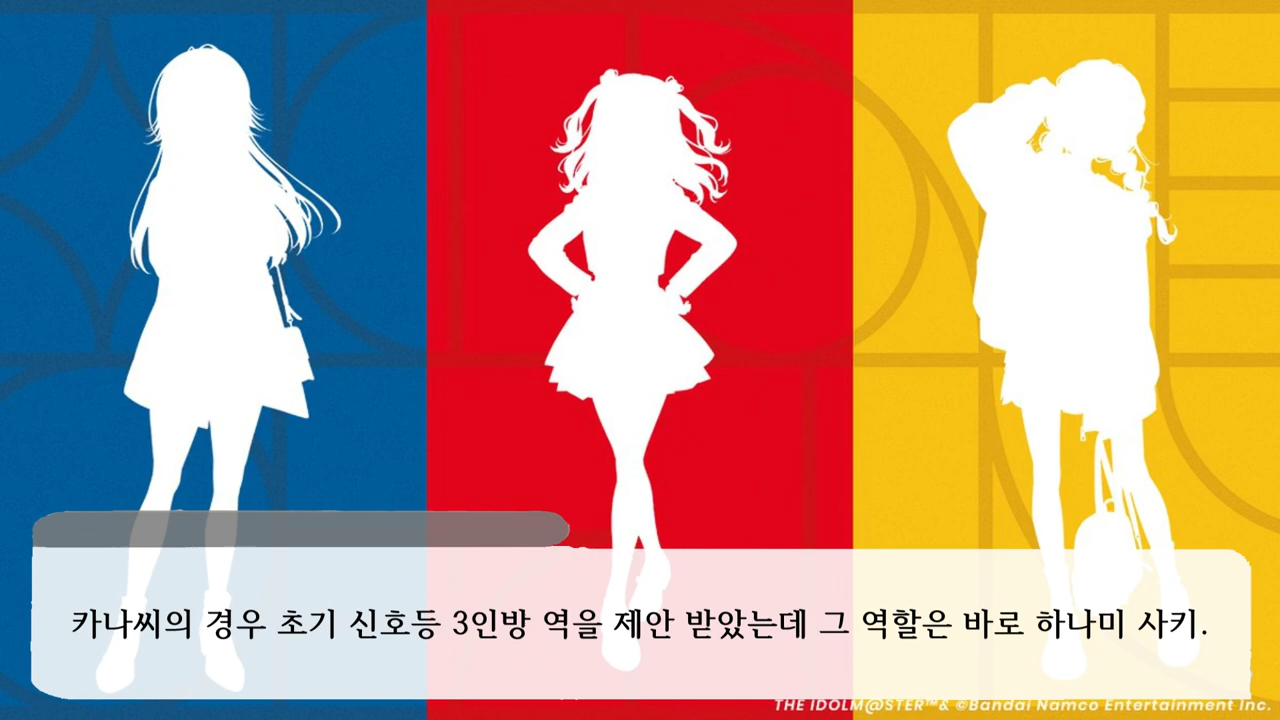 카나씨의 경우 초기 신호등 3인방 역을 제안 받았는데 그 역할은 바로 하나미 사키.
THE IDOLM@STER™& ©Bandai Namco Entertainment Inc.